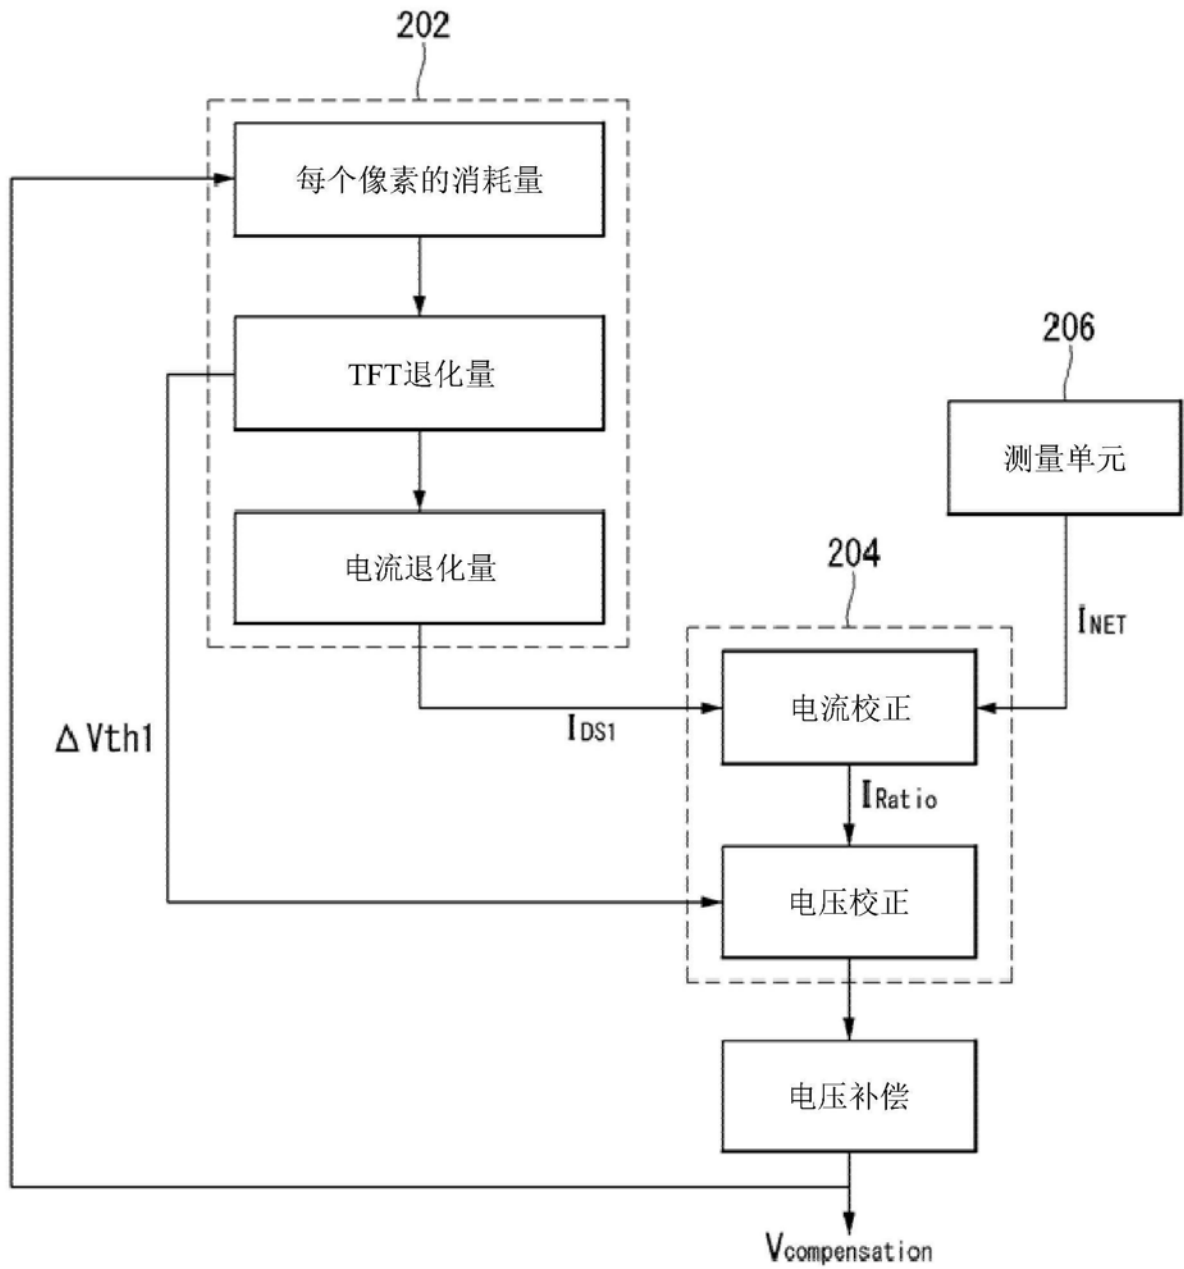 202
每个像素的消耗量
TFT退化量
206
测量单元
电流退化量
204
INET
电流校正
IDS1
ΔVth1
IRatio
电压校正
电压补偿
Vcompensation